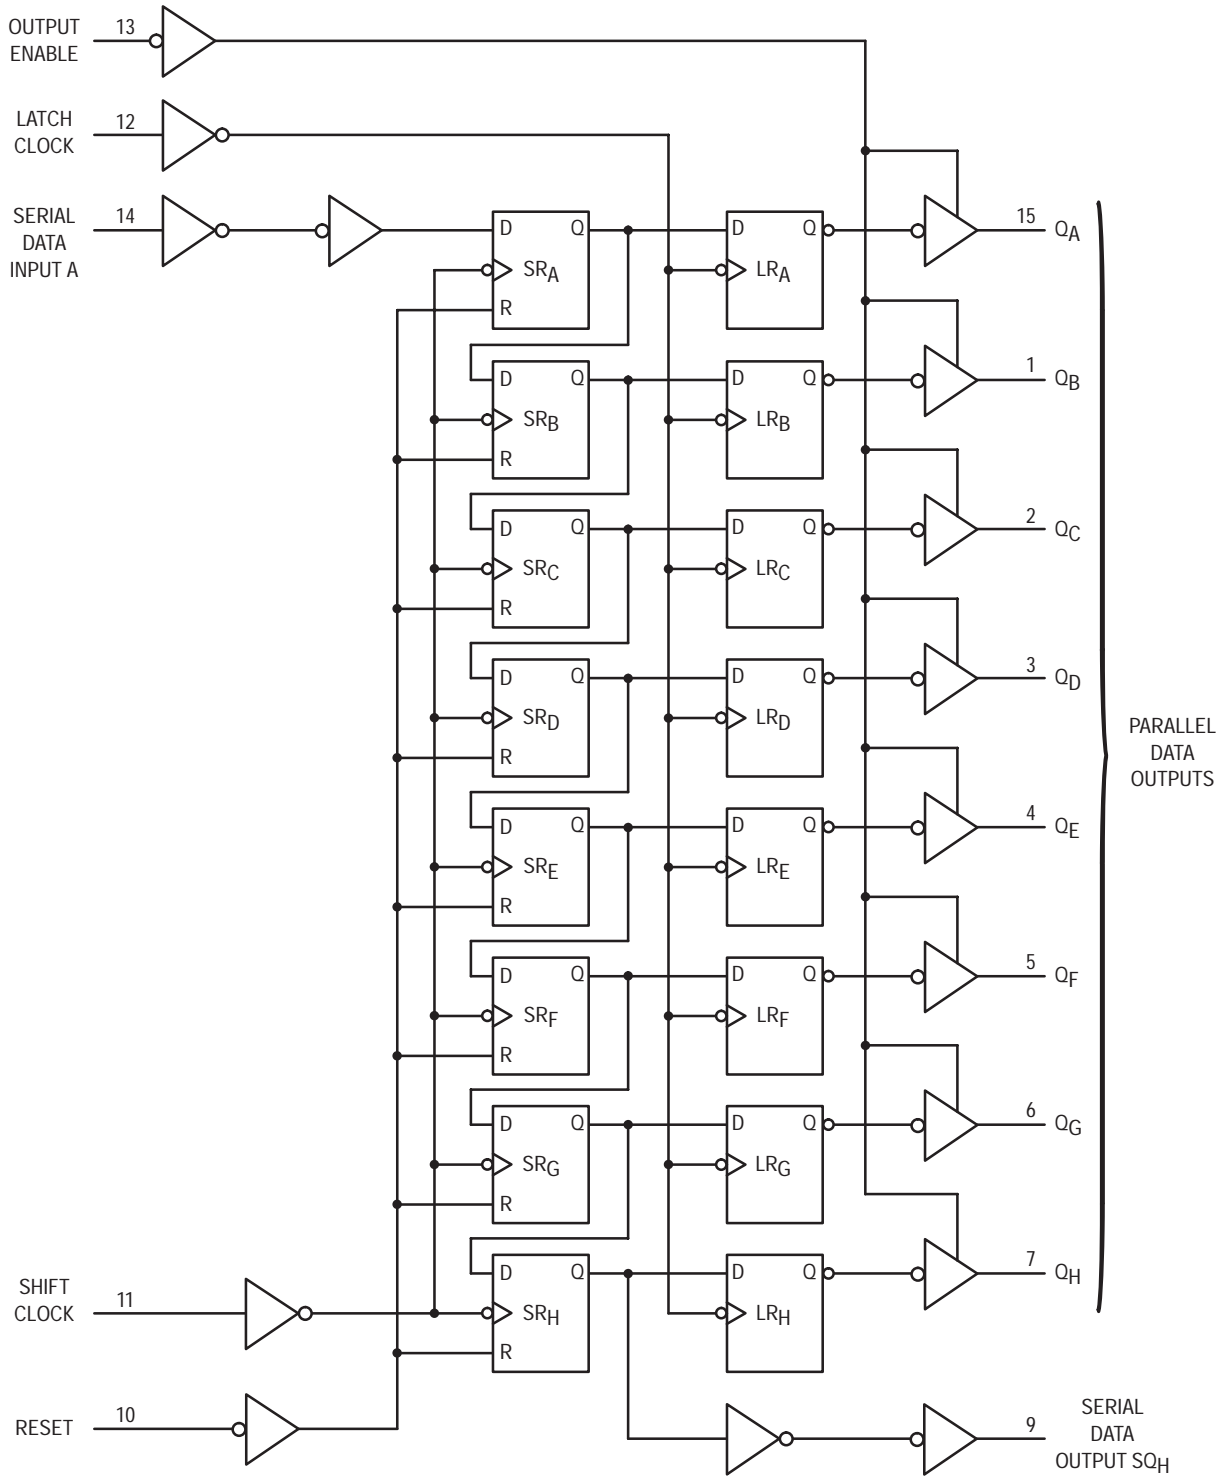 OUTPUT
ENABLE
13
LATCH
CLOCK
12
SERIAL
DATA
INPUT A
14
D Q
SRA
R
D Q
LRA
15
QA
D Q
SRB
R
D Q
LRB
1
QB
D Q
SRC
R
D Q
LRC
2
QC
D Q
SRD
R
D Q
LRD
3
QD
D Q
SRE
R
D Q
LRE
4
QE
D Q
SRF
R
D Q
LRF
5
QF
D Q
SRG
R
D Q
LRG
6
QG
D Q
SRH
R
D Q
LRH
7
QH
PARALLEL
DATA
OUTPUTS
SHIFT
CLOCK
11
RESET
10
9
SERIAL
DATA
OUTPUT SQH